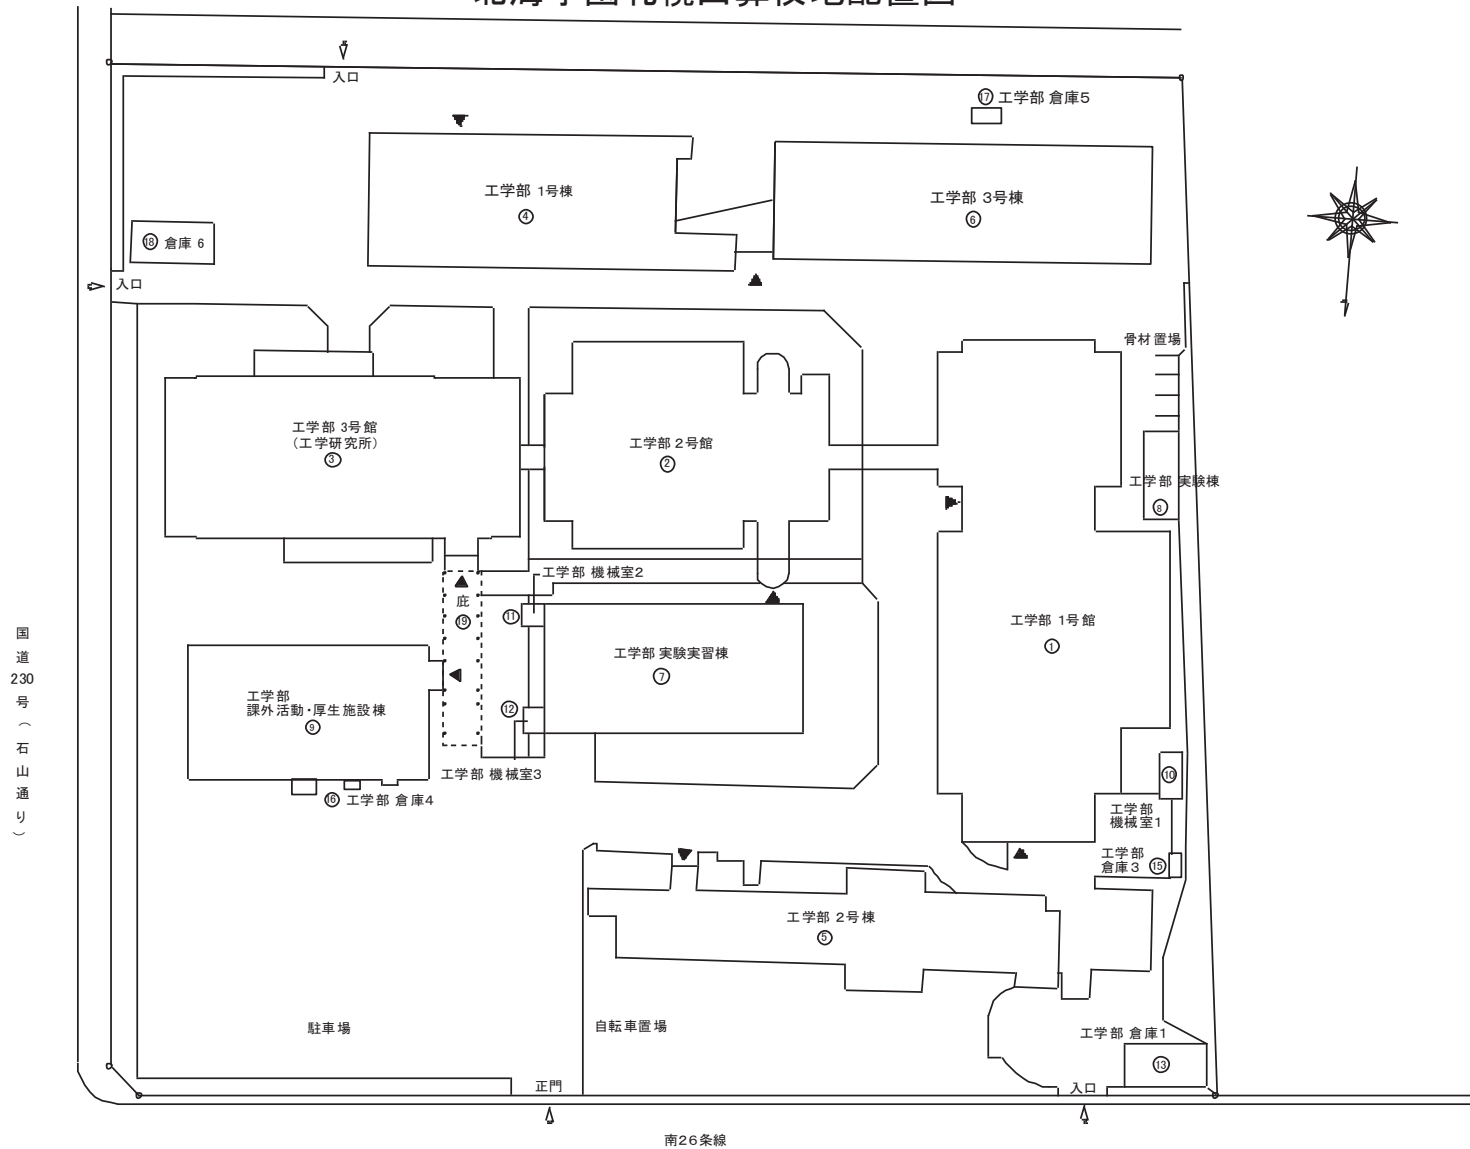 入口
⑰ 工学部 倉庫5
工学部 1号棟
④
工学部 3号棟
⑥
⑱ 倉庫 6
入口
骨材置場
工学部 3号館
(工学研究所)
③
工学部 2号館
②
工学部 実験棟
⑧
工学部 機械室2
庇
⑲
⑪
工学部 1号館
①
工学部 実験実習棟
⑦
国道230号(石山通り)
工学部
課外活動・厚生施設棟
⑨
⑫
工学部 機械室3
⑯ 工学部 倉庫4
⑩
工学部
機械室1
工学部
倉庫3 ⑮
工学部 2号棟
⑤
駐車場
自転車置場
工学部 倉庫1
⑬
正門
入口
南26条線